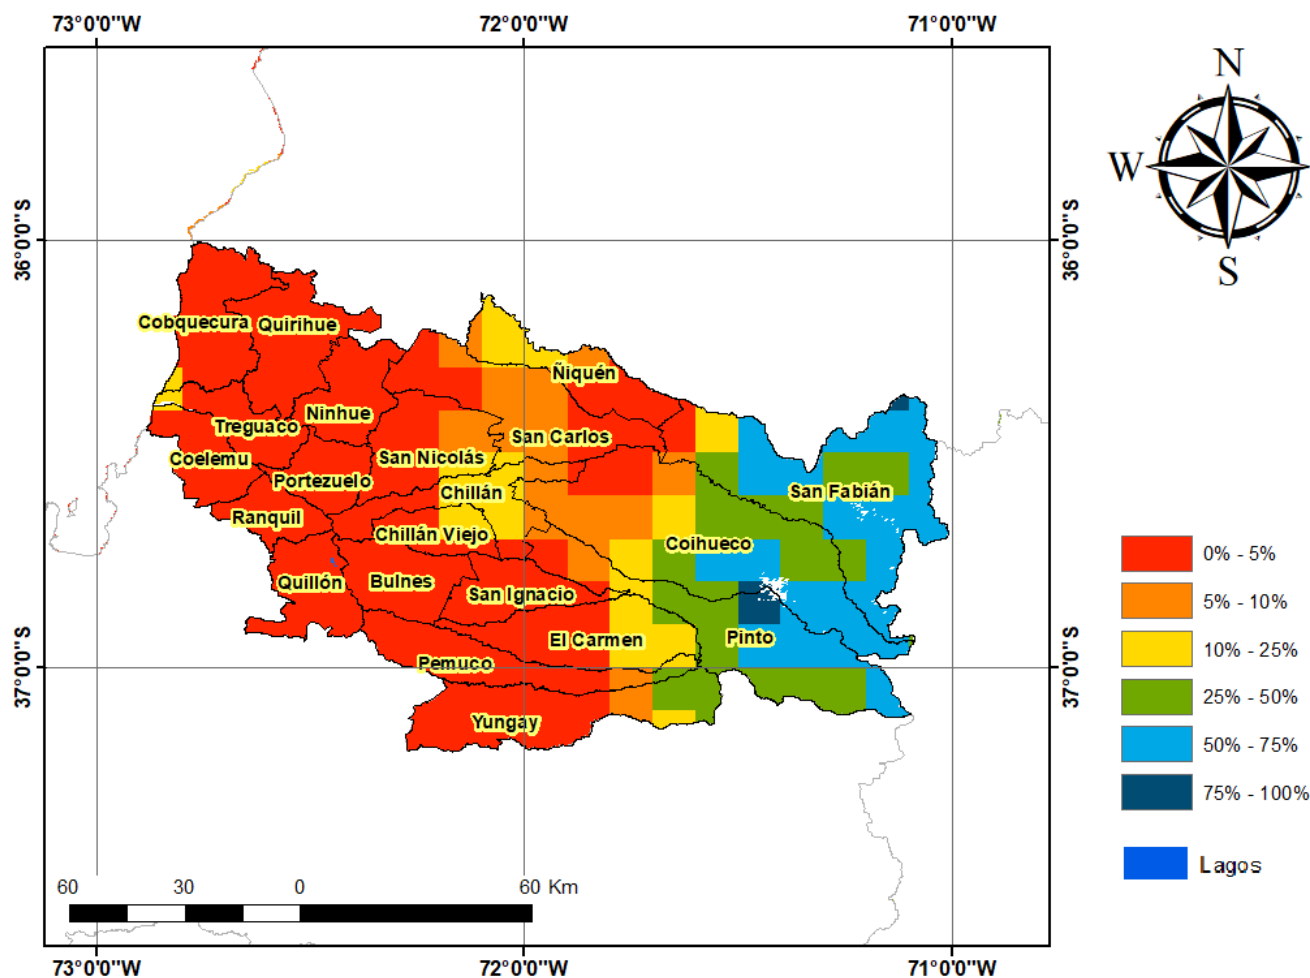 73°0'0"W 72°0'0"W 71°0'0"W
N
W
S
36°0'0"S 36°0'0"S
Cobquecura Quirihue
Ñiquén
Ninhue
Treguaco San Carlos
Coelemu San Nicolás
Portezuelo Chillán San Fabián
Ranquil
Chillán Viejo Coihueco
Quillón Bulnes San Ignacio
El Carmen Pinto
Pemuco
37°0'0"S 37°0'0"S
Yungay
0% - 5%
5% - 10%
10% - 25%
25% - 50%
50% - 75%
75% - 100%
Lagos
60 30 0 60 Km
73°0'0"W 72°0'0"W 71°0'0"W